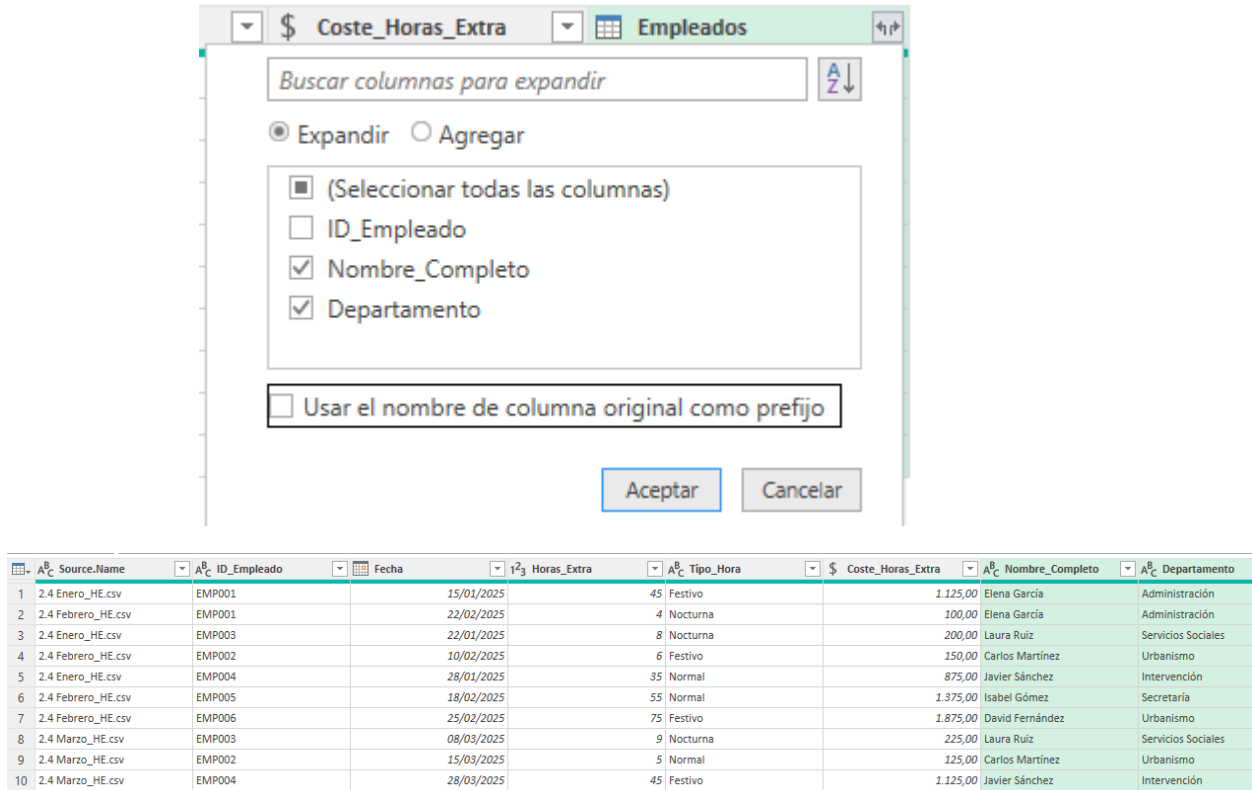 $ Coste_Horas_Extra Empleados
Buscar columnas para expandir
Expandir Agregar
(Seleccionar todas las columnas)
ID_Empleado
Nombre_Completo
Departamento
Usar el nombre de columna original como prefijo
Aceptar Cancelar
ABC Source.Name ABC ID_Empleado Fecha 123 Horas_Extra ABC Tipo_Hora $ Coste_Horas_Extra ABC Nombre_Completo ABC Departamento
1 2.4 Enero_HE.csv EMP001 15/01/2025 45 Festivo 1.125,00 Elena García Administración
2 2.4 Febrero_HE.csv EMP001 22/02/2025 4 Nocturna 100,00 Elena García Administración
3 2.4 Enero_HE.csv EMP003 22/01/2025 8 Nocturna 200,00 Laura Ruiz Servicios Sociales
4 2.4 Febrero_HE.csv EMP002 10/02/2025 6 Festivo 150,00 Carlos Martínez Urbanismo
5 2.4 Enero_HE.csv EMP004 28/01/2025 35 Normal 875,00 Javier Sánchez Intervención
6 2.4 Febrero_HE.csv EMP005 18/02/2025 55 Normal 1.375,00 Isabel Gómez Secretaría
7 2.4 Febrero_HE.csv EMP006 25/02/2025 75 Festivo 1.875,00 David Fernández Urbanismo
8 2.4 Marzo_HE.csv EMP003 08/03/2025 9 Nocturna 225,00 Laura Ruiz Servicios Sociales
9 2.4 Marzo_HE.csv EMP002 15/03/2025 5 Normal 125,00 Carlos Martínez Urbanismo
10 2.4 Marzo_HE.csv EMP004 28/03/2025 45 Festivo 1.125,00 Javier Sánchez Intervención